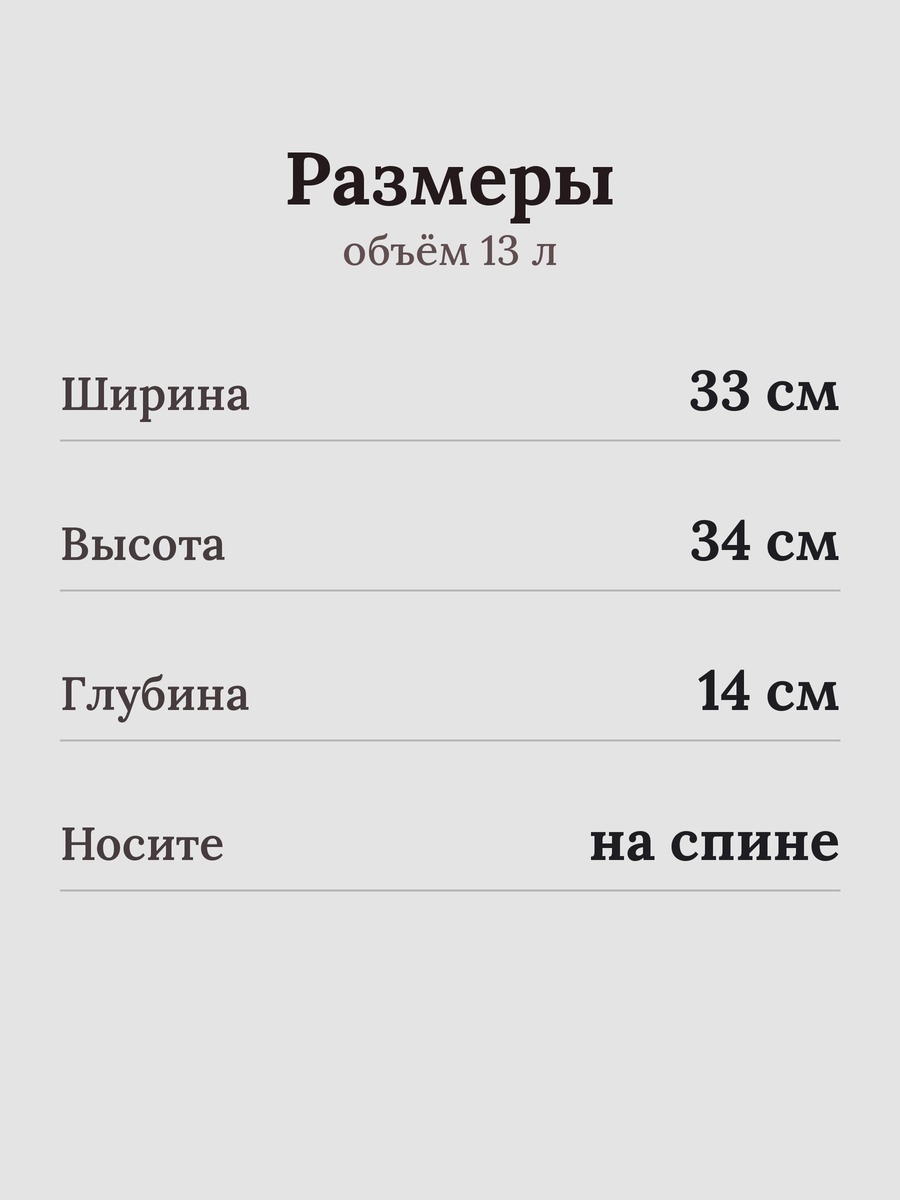 Размеры
объём 13 л
Ширина 33 см
Высота 34 см
Глубина 14 см
Носите на спине